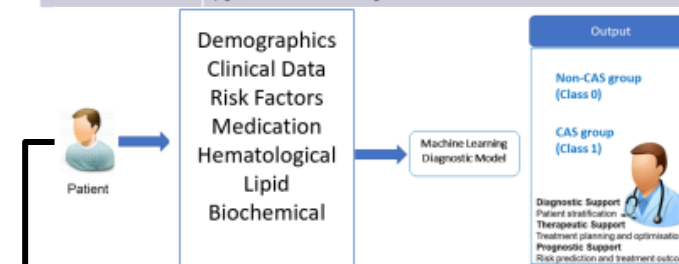 Patient
Demographics
Clinical Data
Risk Factors
Medication
Hematological
Lipid
Biochemical
Machine Learning
Diagnostic Model
Output
Non-CAS group
(Class 0)
CAS group
(Class 1)
Diagnostic Support
Patient stratification
Therapeutic Support
Treatment planning and optimisatio
Prognostic Support
Risk prediction and treatment outco